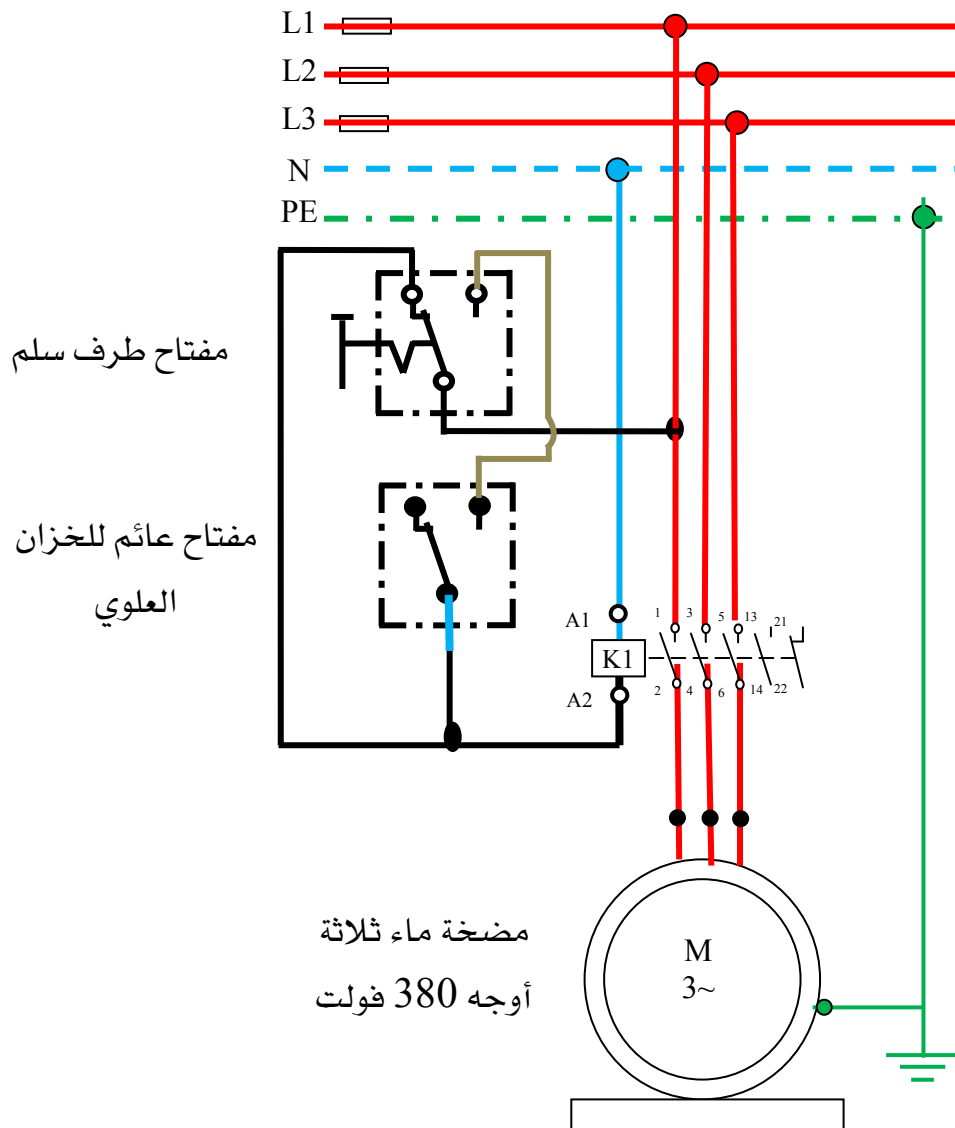 L1
L2
L3
N
PE
مفتاح طرف سلم
مفتاح عائم للخزان
العلوي
A1
K1
A2
1 3 5 13 21
2 4 6 14 22
مضخة ماء ثلاثة
أوجه 380 فولت
M
3~